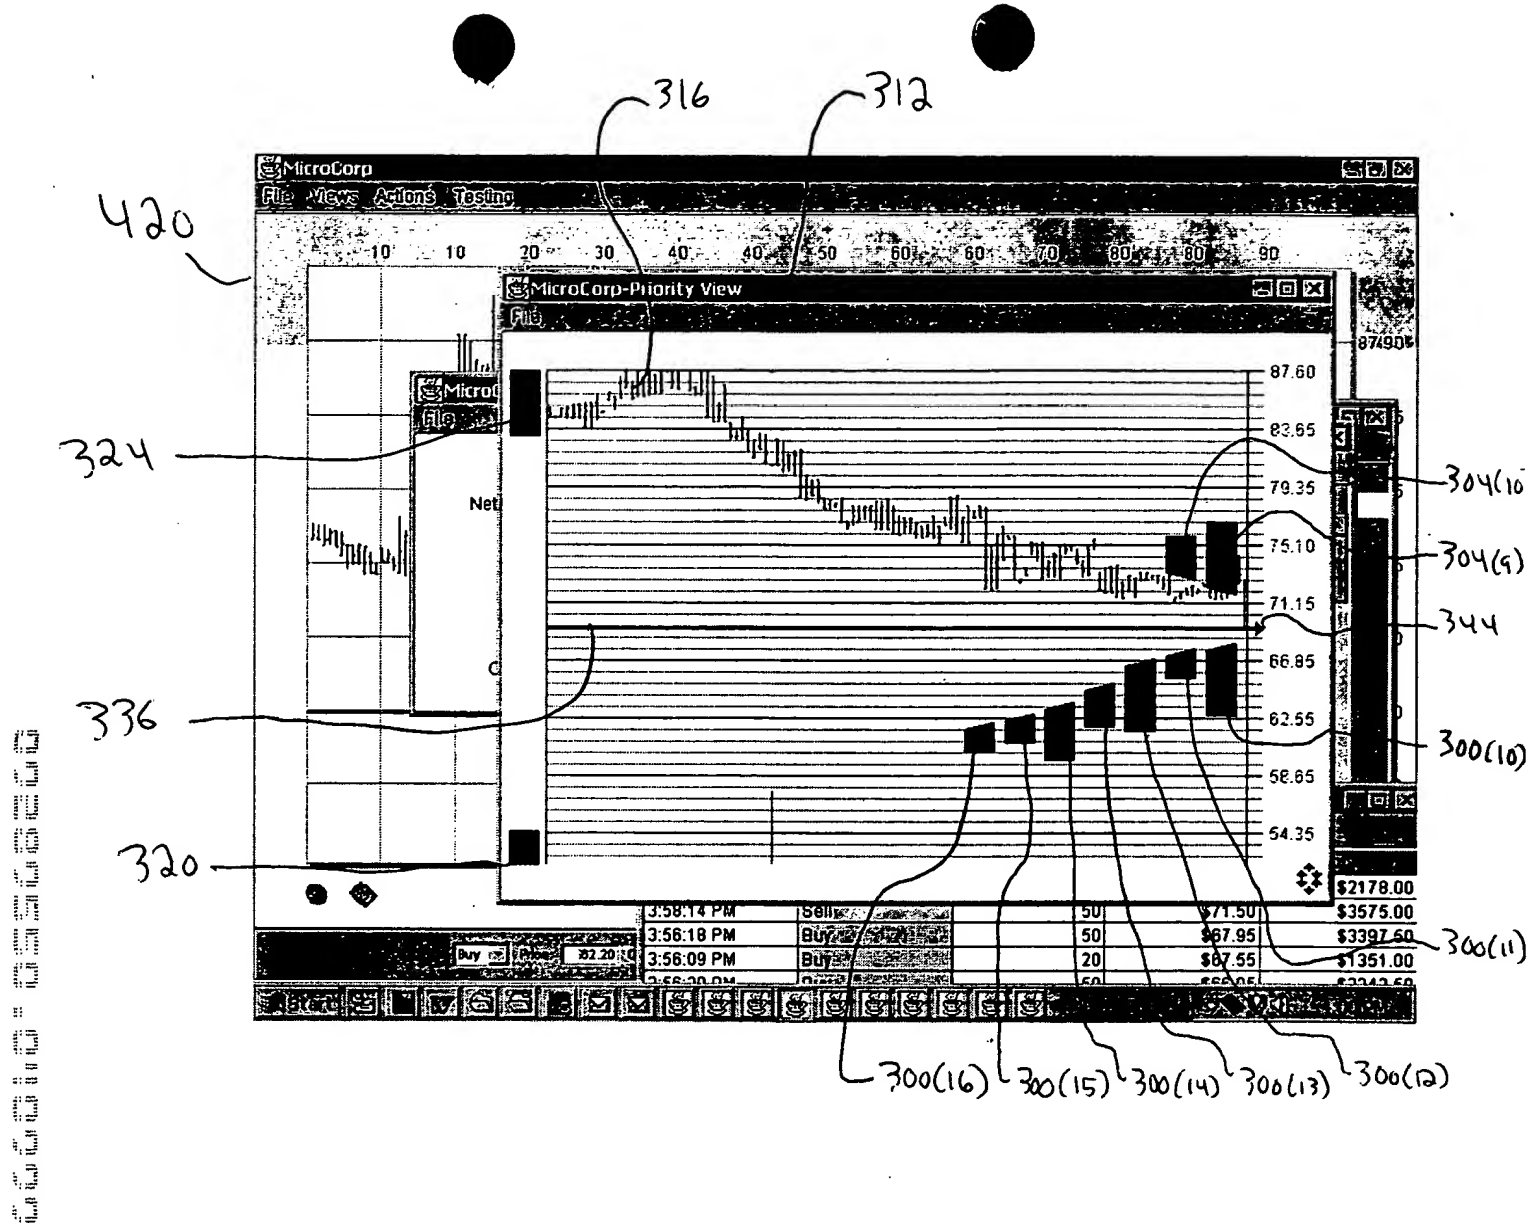 316
312
MicroCorp
File Views Actions Testing
420
10 10 20 30 40 40 50 60 60 70 80 80 90
MicroCorp-Priority View
File
87.60
83.65
79.35
75.10
71.15
66.85
62.55
58.65
54.35
File
Net
324
304(10
304(9)
344
336
300(10)
320
$2178.00
3:58:14 PM Sell 50 $71.50 $3575.00
3:56:18 PM Buy 50 $67.95 $3397.50
3:56:09 PM Buy 20 $67.55 $1351.00
Buy
300(11)
300(16) 300(15) 300(14) 300(13) 300(12)